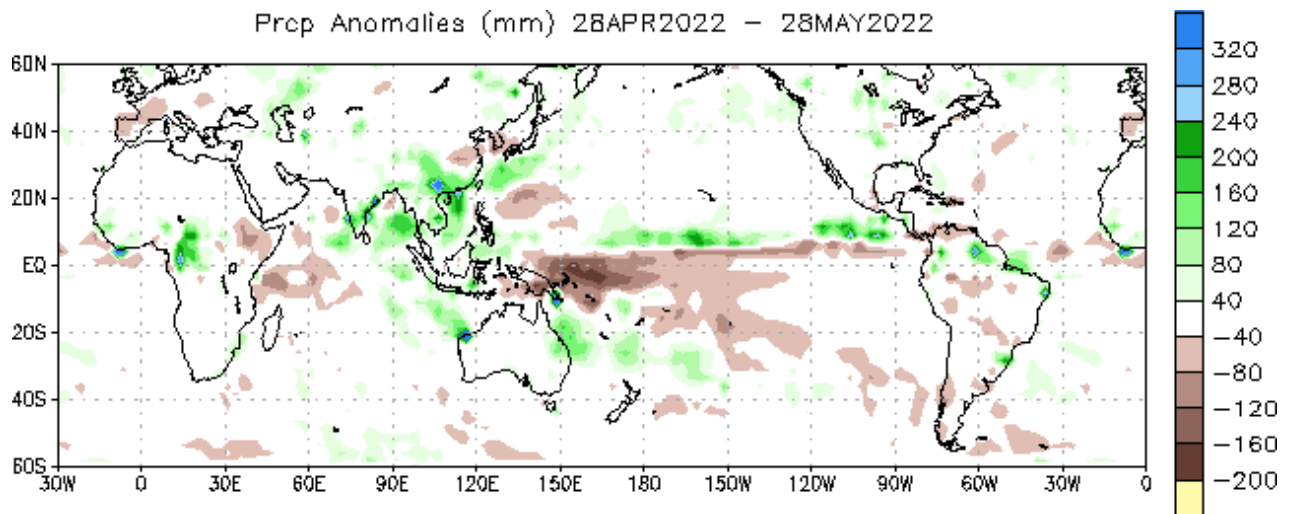 Prcp Anomalies (mm) 28APR2022 – 28MAY2022
60N
40N
20N
EQ
20S
40S
60S
30W 0 30E 60E 90E 120E 150E 180 150W 120W 90W 60W 30W 0
320
280
240
200
160
120
80
40
−40
−80
−120
−160
−200